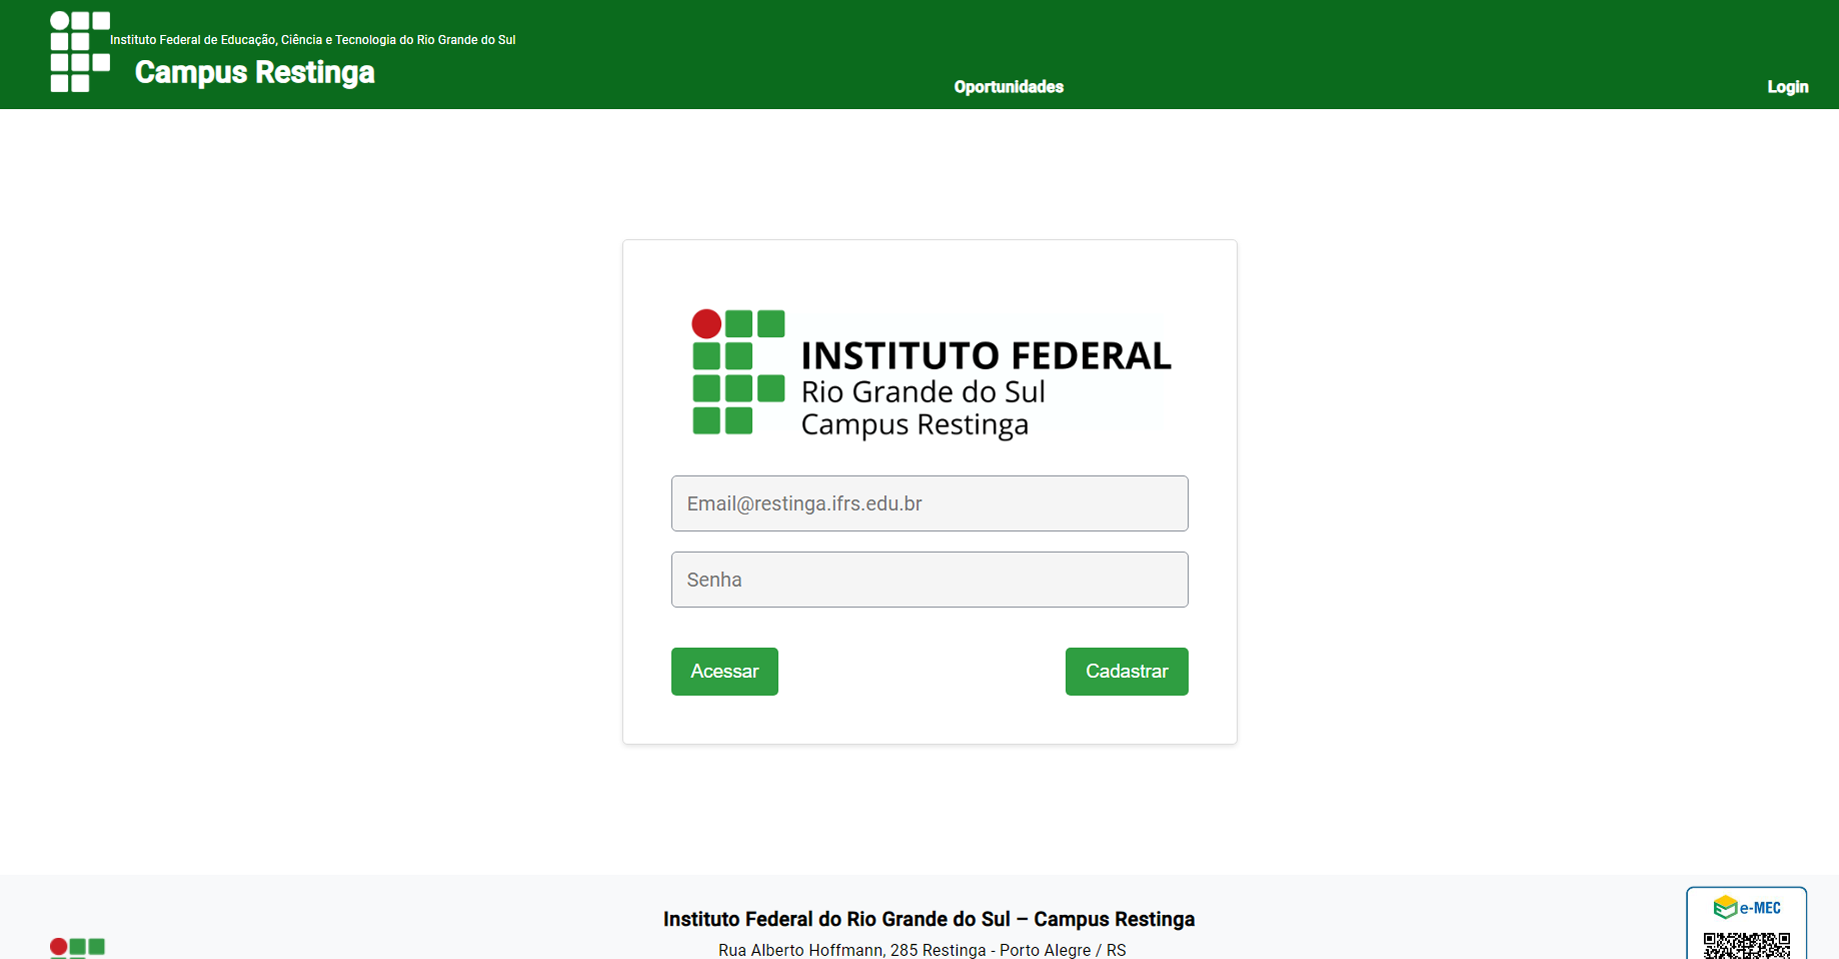 Instituto Federal de Educação, Ciência e Tecnologia do Rio Grande do Sul
Campus Restinga
Oportunidades
Login
INSTITUTO FEDERAL
Rio Grande do Sul
Campus Restinga
Email@restinga.ifrs.edu.br
Senha
Acessar
Cadastrar
Instituto Federal do Rio Grande do Sul – Campus Restinga
Rua Alberto Hoffmann, 285 Restinga - Porto Alegre / RS
e-MEC